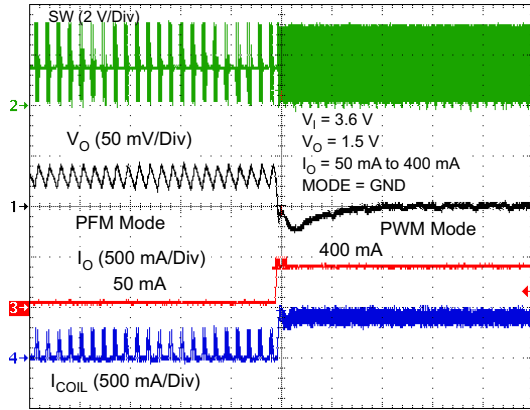 SW (2 V/Div)
2
V_O (50 mV/Div)
V_I = 3.6 V
V_O = 1.5 V
I_O = 50 mA to 400 mA
MODE = GND
1
PFM Mode
PWM Mode
I_O (500 mA/Div)
400 mA
50 mA
3
4
I_COIL (500 mA/Div)